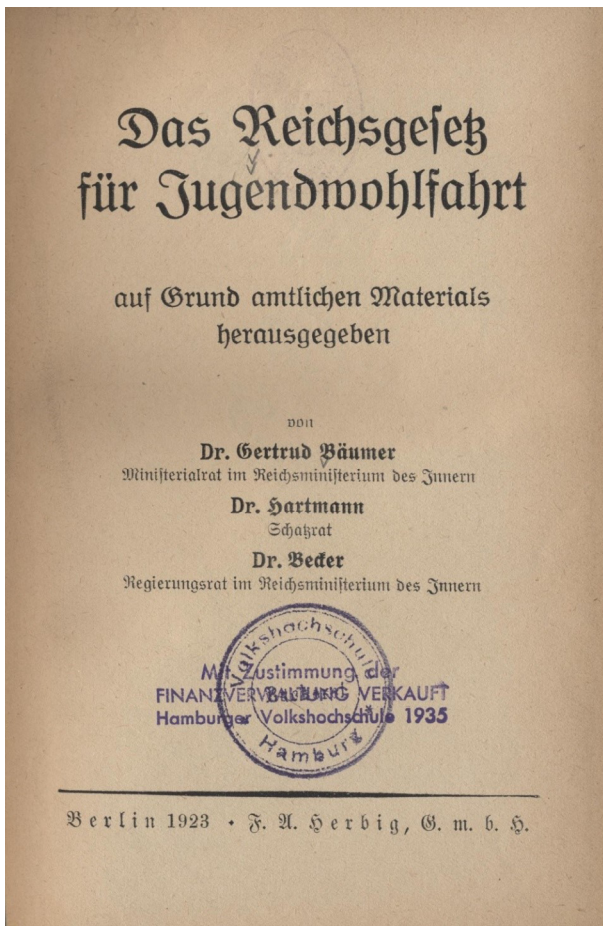 Das Reichsgesetz
für Jugendwohlfahrt
auf Grund amtlichen Materials
herausgegeben
von
Dr. Gertrud Bäumer
Ministerialrat im Reichsministerium des Innern
Dr. Hartmann
Schatzrat
Dr. Becker
Regierungsrat im Reichsministerium des Innern
Volkshochschule
Hamburg
Mit Zustimmung der
FINANZVERWALTUNG VERKAUFT
Hamburger Volkshochschule 1935
Berlin 1923 • F. A. Herbig, G. m. b. H.